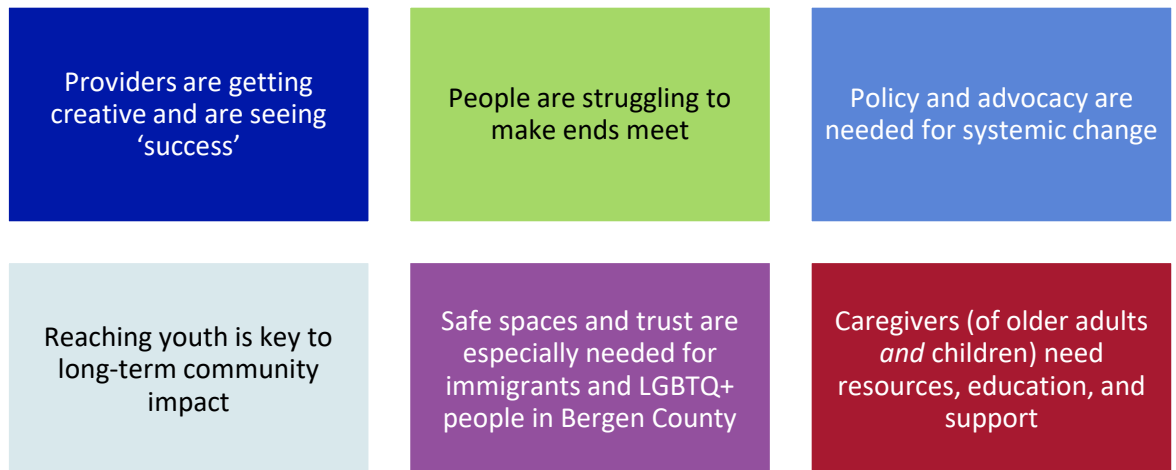 Providers are getting
creative and are seeing
‘success’
People are struggling to
make ends meet
Policy and advocacy are
needed for systemic change
Reaching youth is key to
long-term community
impact
Safe spaces and trust are
especially needed for
immigrants and LGBTQ+
people in Bergen County
Caregivers (of older adults
and children) need
resources, education, and
support